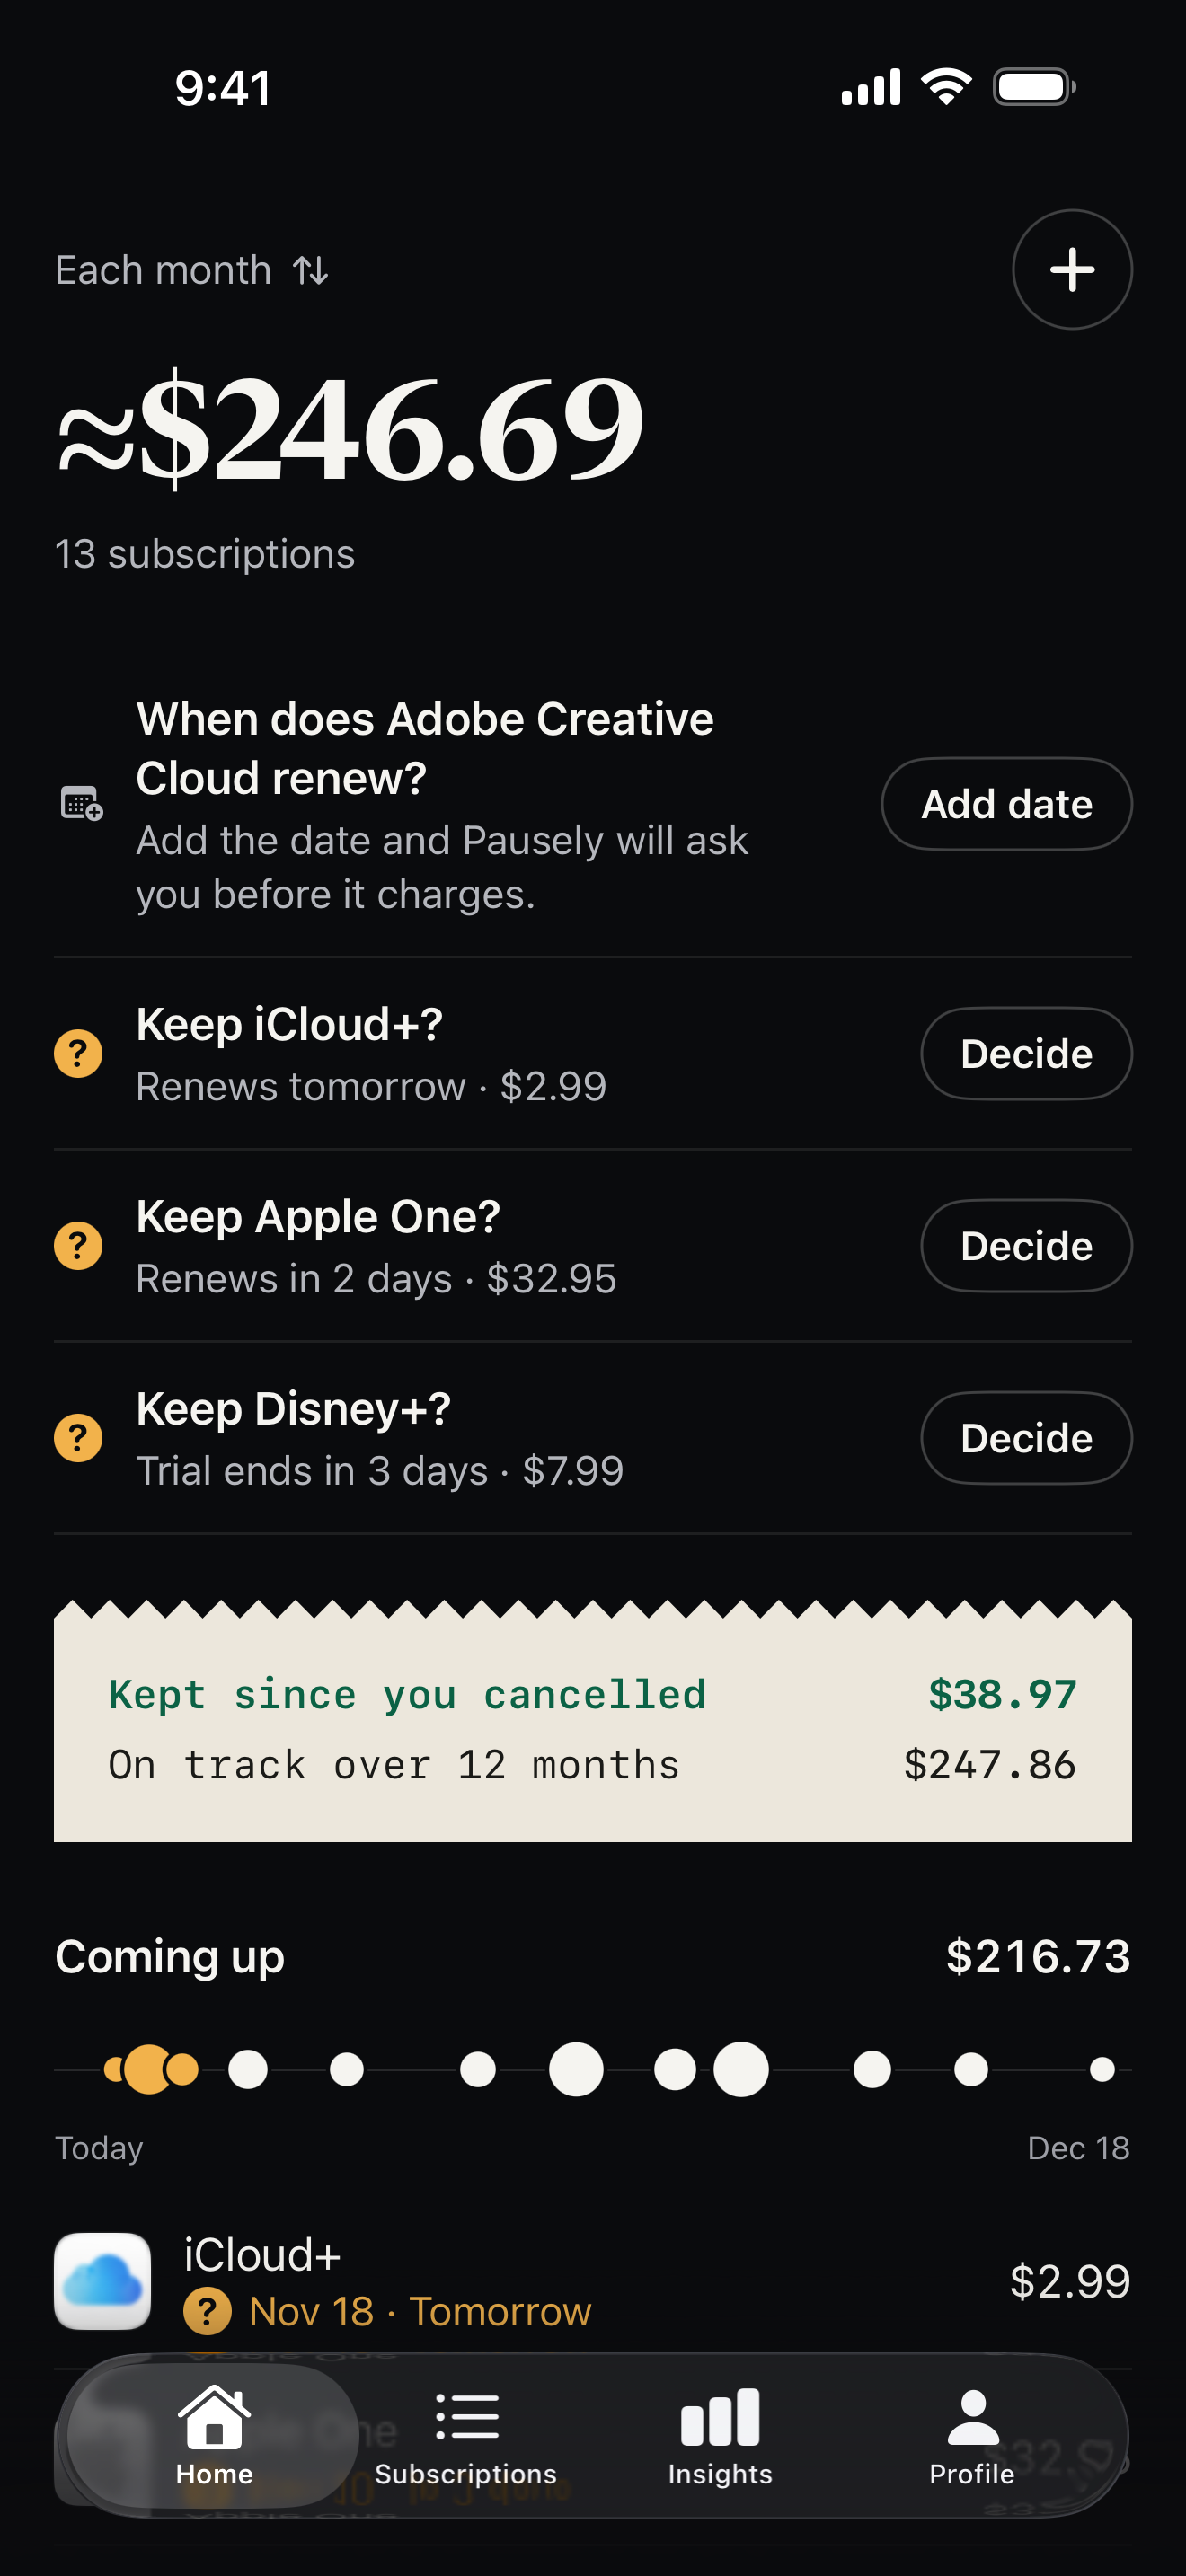 9:41
Each month
≈$246.69
13 subscriptions
When does Adobe Creative
Cloud renew?
Add the date and Pausely will ask
you before it charges.
Add date
Keep iCloud+?
Renews tomorrow · $2.99
Decide
Keep Apple One?
Renews in 2 days · $32.95
Decide
Keep Disney+?
Trial ends in 3 days · $7.99
Decide
Kept since you cancelled $38.97
On track over 12 months $247.86
Coming up $216.73
Today Dec 18
iCloud+
Nov 18 · Tomorrow
$2.99
Home Subscriptions Insights Profile